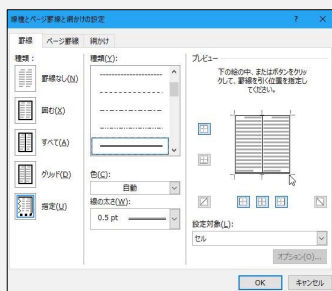 線種とページ罫線と網かけの設定
? ×
罫線 ページ罫線 網かけ
種類：
罫線なし(N)
囲む(X)
すべて(A)
グリッド(D)
指定(U)
種類(Y)：
色(C)：
自動
線の太さ(W)：
0.5 pt
プレビュー
下の絵の中、またはボタンをクリッ
クして、罫線を引く位置を指定し
てください。
設定対象(L)：
セル
オプション(O)...
OK キャンセル